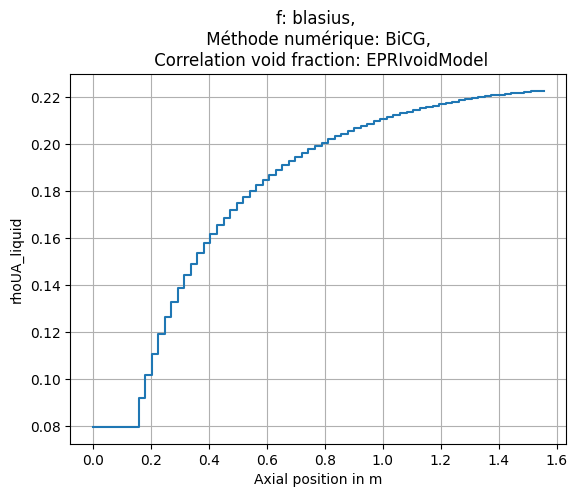 f: blasius,
Méthode numérique: BiCG,
Correlation void fraction: EPRIvoidModel
0.22
0.20
0.18
0.16
0.14
0.12
0.10
0.08
rhoUA_liquid
0.0 0.2 0.4 0.6 0.8 1.0 1.2 1.4 1.6
Axial position in m